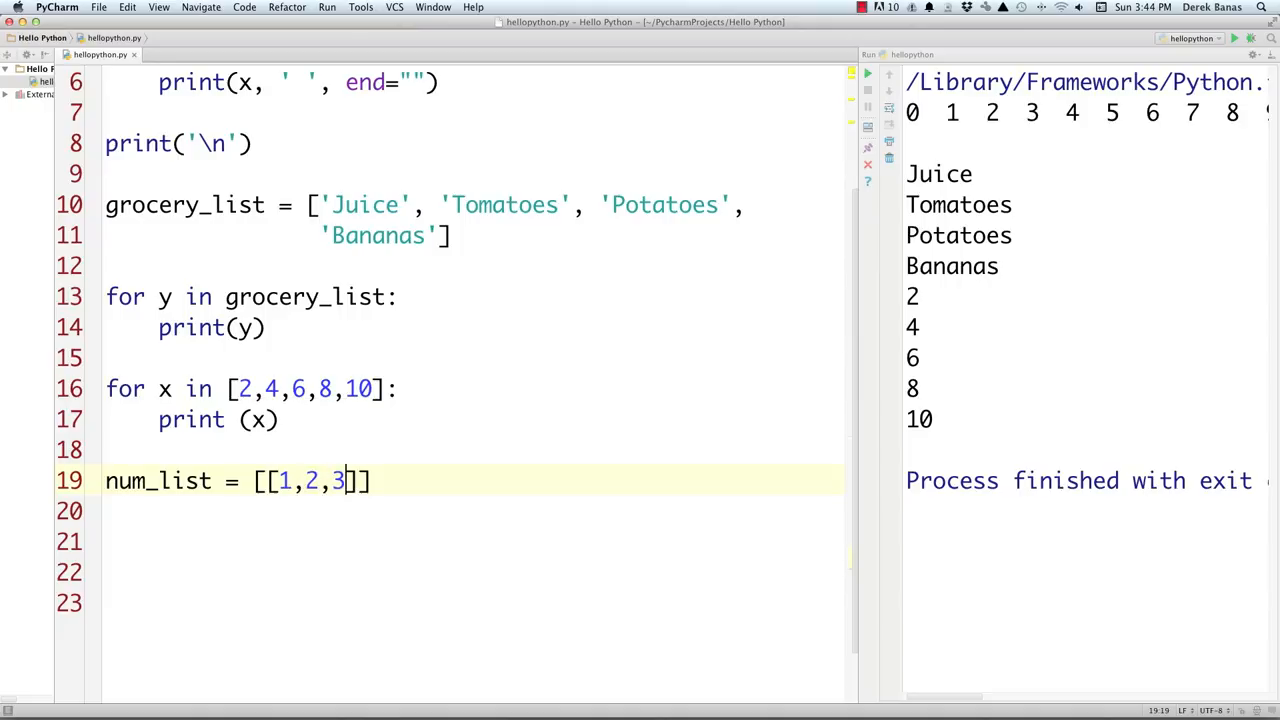 PyCharm File Edit View Navigate Code Refactor Run Tools VCS Window Help 10 Sun 3:44 PM Derek Banas
hellopython.py - Hello Python - [~/PycharmProjects/Hello Python]
Hello Python hellopython.py hellopython
hellopython.py Run hellopython
Hello
hell
Extern
6 print(x, ' ', end="")
7
8 print('\n')
9
10 grocery_list = ['Juice', 'Tomatoes', 'Potatoes',
11 'Bananas']
12
13 for y in grocery_list:
14 print(y)
15
16 for x in [2,4,6,8,10]:
17 print (x)
18
19 num_list = [[1,2,3]]
20
21
22
23
/Library/Frameworks/Python.
0 1 2 3 4 5 6 7 8
Juice
Tomatoes
Potatoes
Bananas
2
4
6
8
10
Process finished with exit
19:19 LF UTF-8